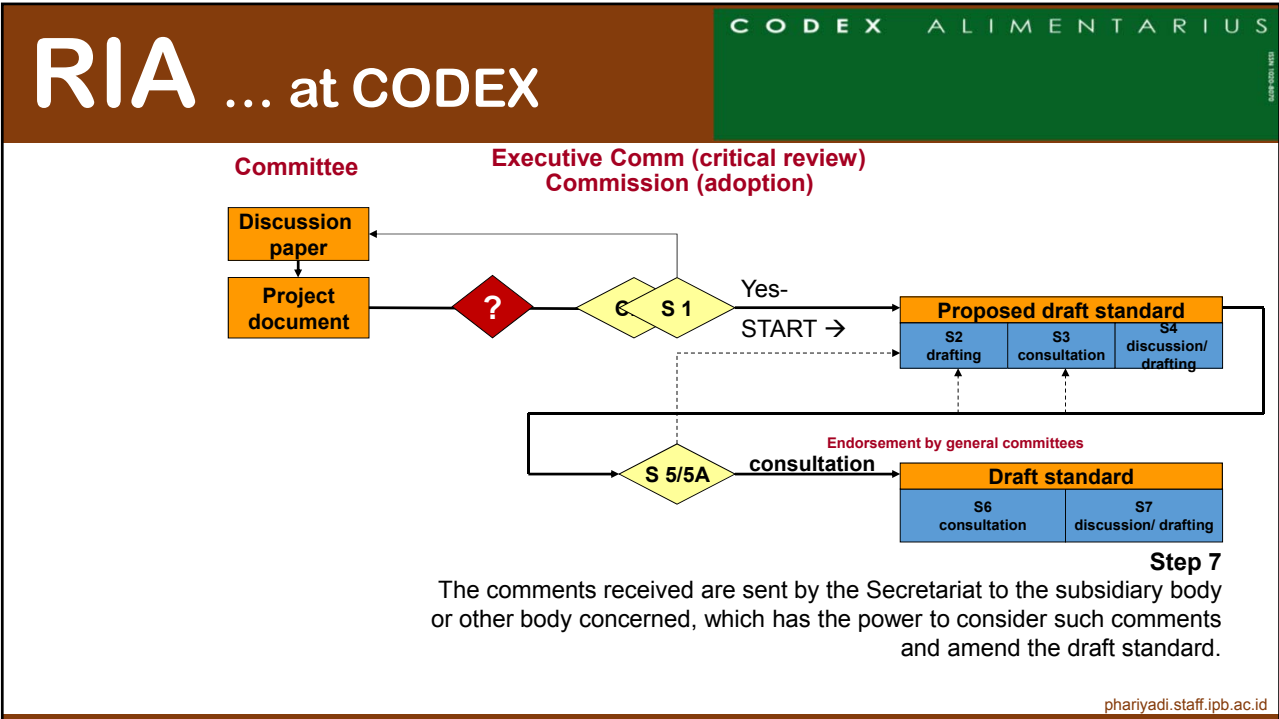 RIA ... at CODEX
CODEX ALIMENTARIUS
ISSN 1020-8070
Committee
Executive Comm (critical review)
Commission (adoption)
Discussion
paper
Project
document
?
S 1
Yes-
START →
Proposed draft standard
S2
drafting
S3
consultation
S4
discussion/
drafting
Endorsement by general committees
S 5/5A
consultation
Draft standard
S6
consultation
S7
discussion/ drafting
Step 7
The comments received are sent by the Secretariat to the subsidiary body
or other body concerned, which has the power to consider such comments
and amend the draft standard.
phariyadi.staff.ipb.ac.id